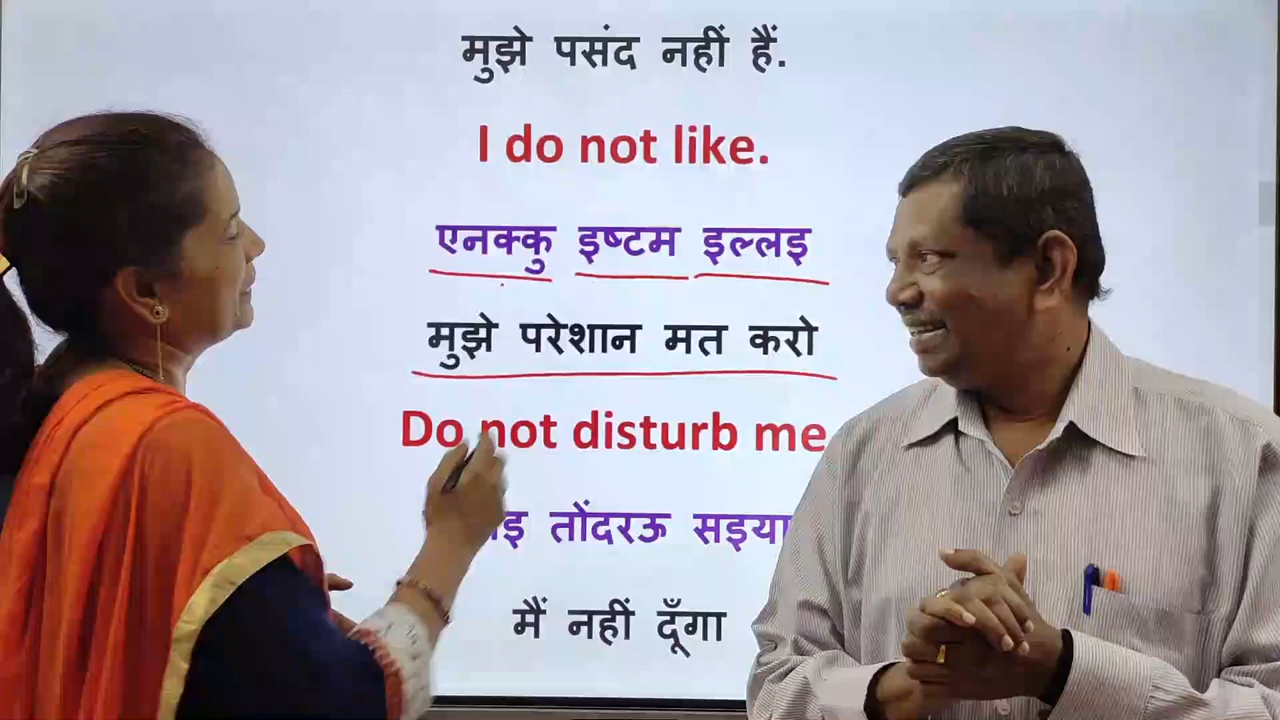 मुझे पसंद नहीं हैं.
I do not like.
एनक्कु इष्टम इल्लइ
मुझे परेशान मत करो
Do not disturb me
तोंदरऊ
मैं नहीं दूँगा